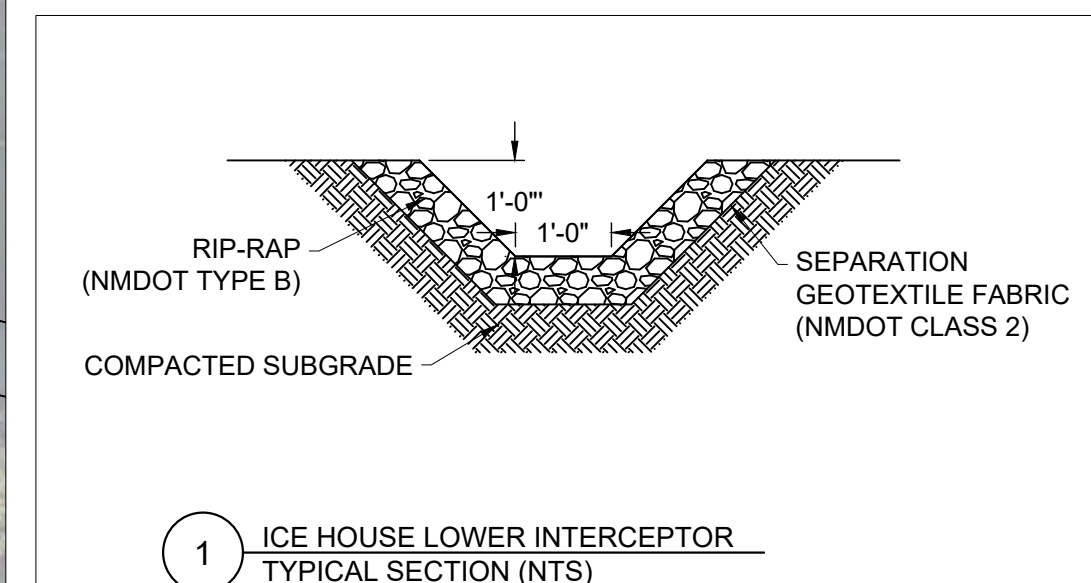 1'-0"'
1'-0"
RIP-RAP
(NMDOT TYPE B)
SEPARATION
GEOTEXTILE FABRIC
(NMDOT CLASS 2)
COMPACTED SUBGRADE
1
ICE HOUSE LOWER INTERCEPTOR
TYPICAL SECTION (NTS)